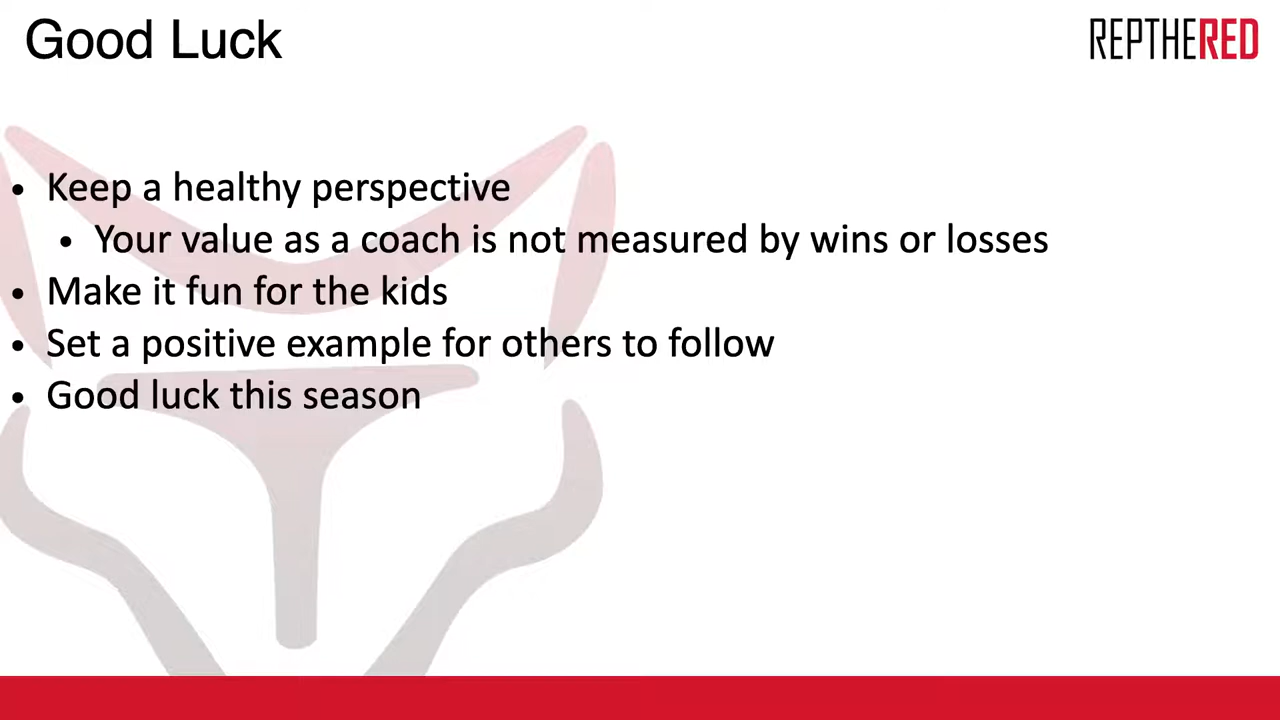 Good Luck
REPTHERED
• Keep a healthy perspective
• Your value as a coach is not measured by wins or losses
• Make it fun for the kids
• Set a positive example for others to follow
• Good luck this season